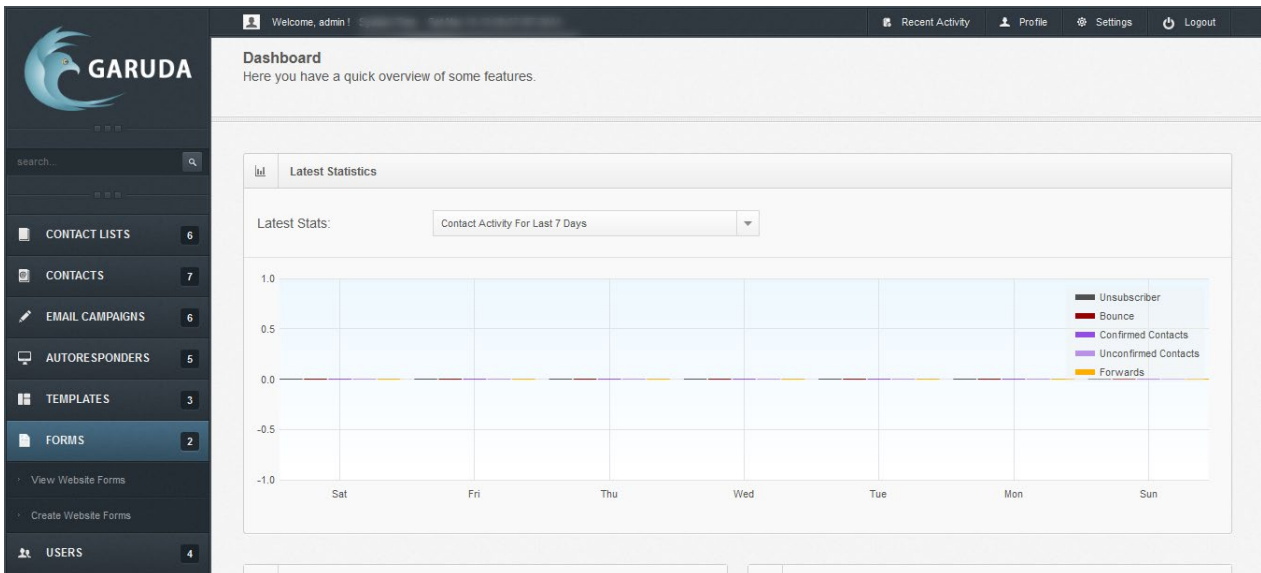 Welcome, admin !
Recent Activity
Profile
Settings
Logout
GARUDA
Dashboard
Here you have a quick overview of some features.
search...
Latest Statistics
Latest Stats:
Contact Activity For Last 7 Days
CONTACT LISTS 6
CONTACTS 7
EMAIL CAMPAIGNS 6
AUTORESPONDERS 5
TEMPLATES 3
FORMS 2
View Website Forms
Create Website Forms
USERS 4
1.0
0.5
0.0
-0.5
-1.0
Unsubscriber
Bounce
Confirmed Contacts
Unconfirmed Contacts
Forwards
Sat Fri Thu Wed Tue Mon Sun